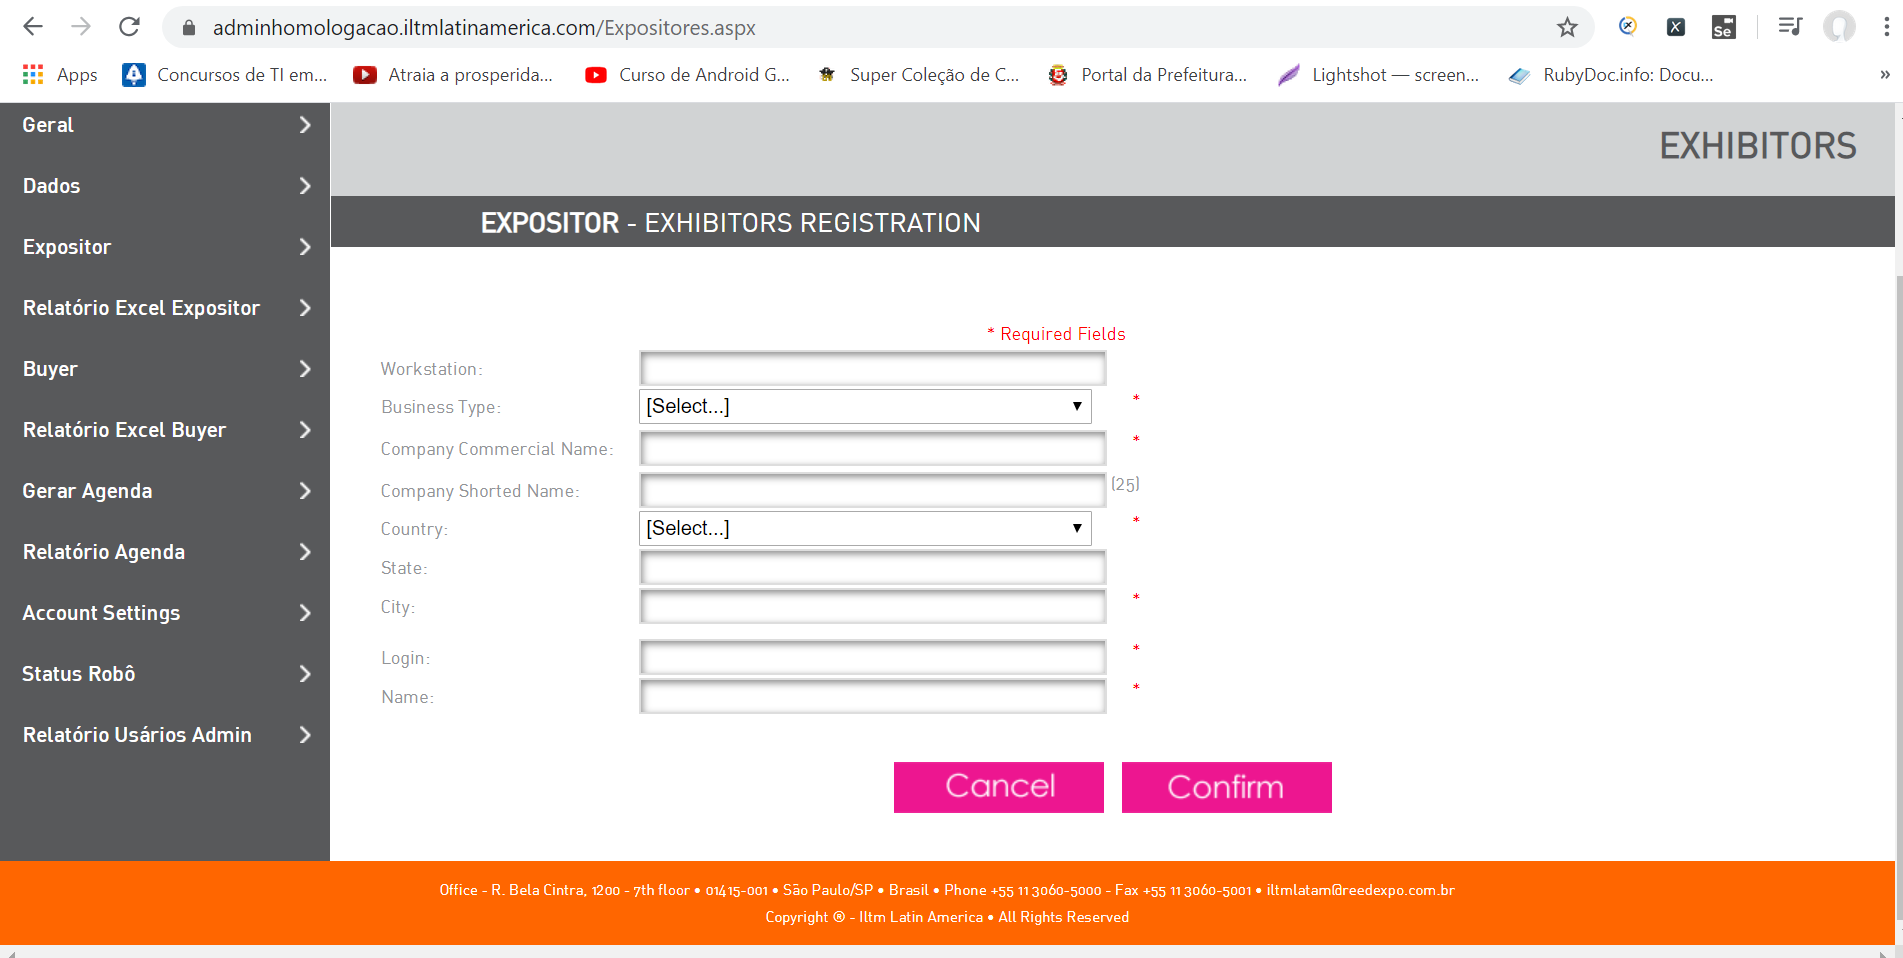 adminhomologacao.iltmlatinamerica.com/Expositores.aspx
Apps Concursos de TI em... Atraia a prosperida... Curso de Android G... Super Coleção de C... Portal da Prefeitura... Lightshot — screen... RubyDoc.info: Docu... »
Geral
Dados
Expositor
Relatório Excel Expositor
Buyer
Relatório Excel Buyer
Gerar Agenda
Relatório Agenda
Account Settings
Status Robô
Relatório Usários Admin
EXHIBITORS
EXPOSITOR - EXHIBITORS REGISTRATION
* Required Fields
Workstation:
Business Type: [Select...] *
Company Commercial Name: *
Company Shorted Name: (25)
Country: [Select...] *
State:
City: *
Login: *
Name: *
Cancel Confirm
Office - R. Bela Cintra, 1200 - 7th floor • 01415-001 • São Paulo/SP • Brasil • Phone +55 11 3060-5000 - Fax +55 11 3060-5001 • iltmlatam@reedexpo.com.br
Copyright ® - Iltm Latin America • All Rights Reserved